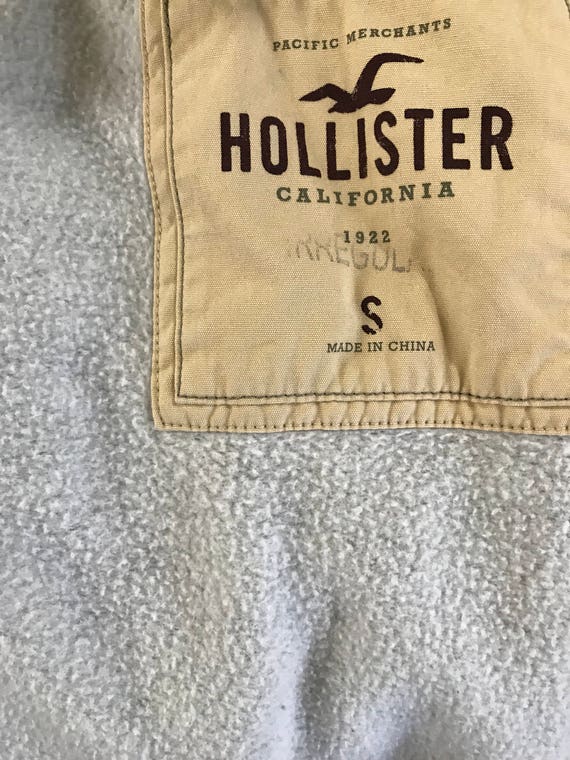 PACIFIC MERCHANTS
HOLLISTER
CALIFORNIA
1922
S
MADE IN CHINA